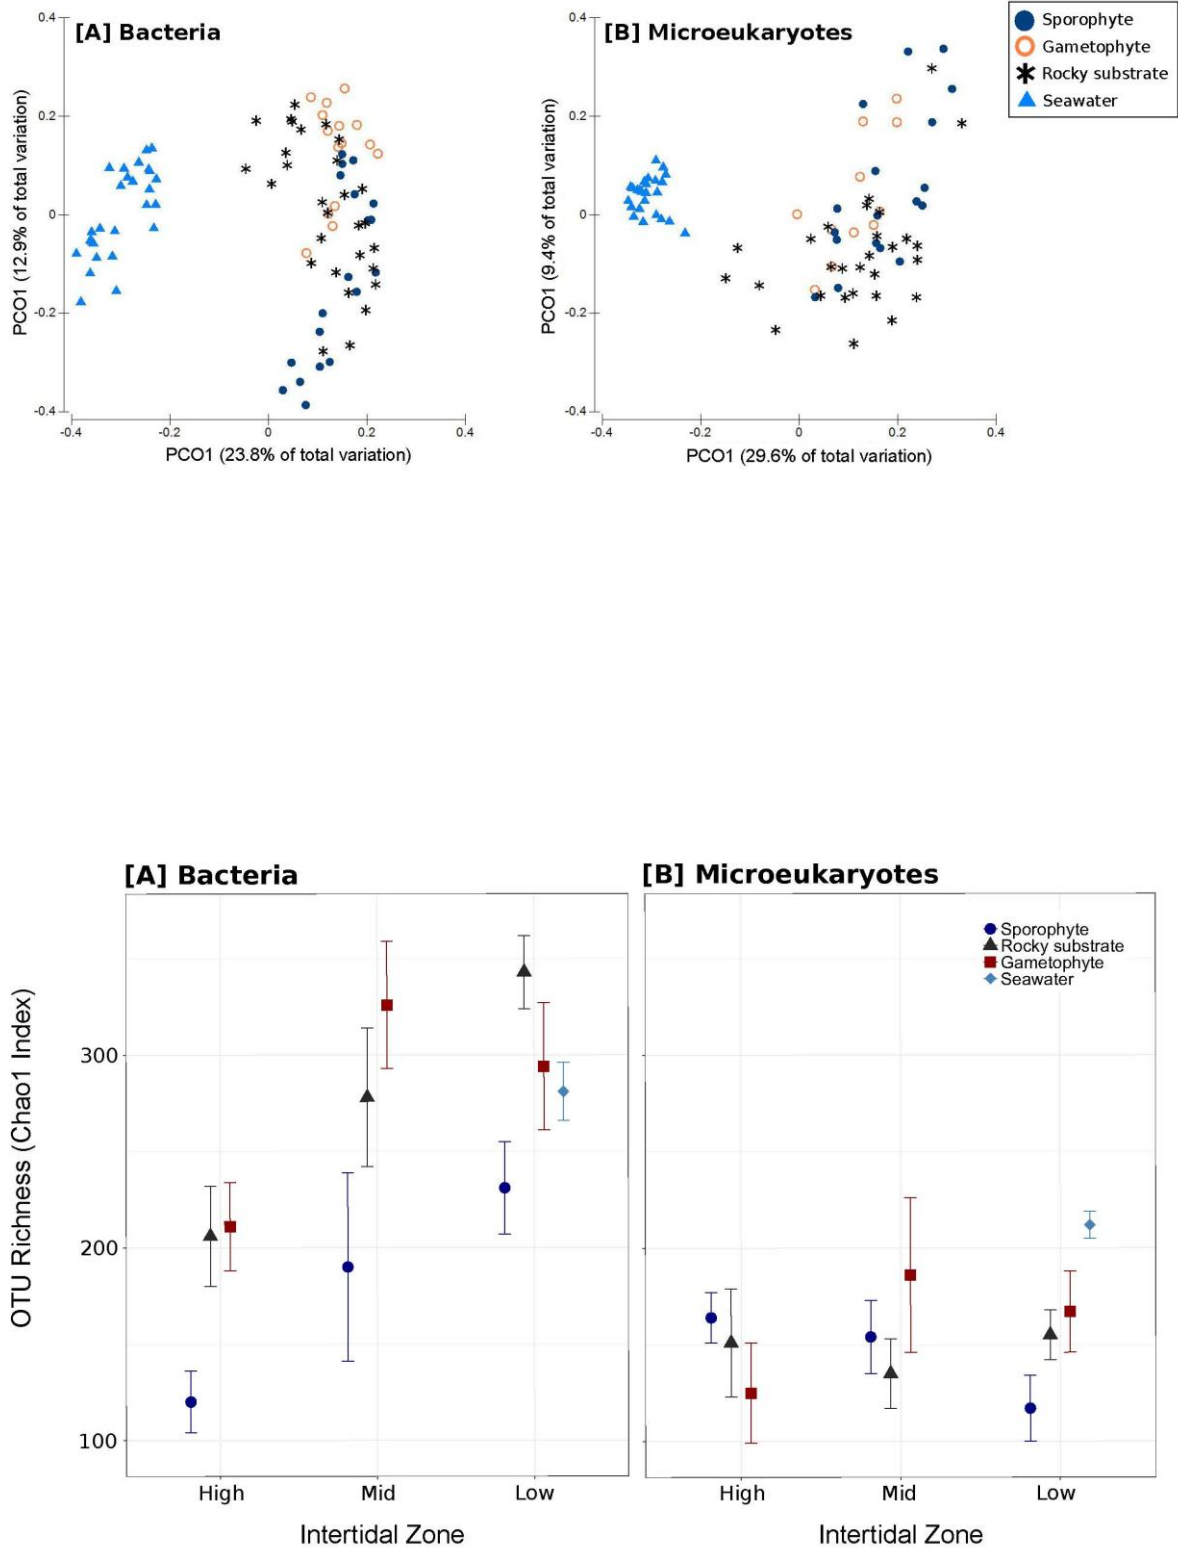 [A] Bacteria
0.4
0.2
0
-0.2
-0.4
PCO1 (12.9% of total variation)
-0.4
-0.2
0
0.2
0.4
PCO1 (23.8% of total variation)
[B] Microeukaryotes
0.4
0.2
0
-0.2
-0.4
PCO1 (9.4% of total variation)
-0.4
-0.2
0
0.2
0.4
PCO1 (29.6% of total variation)
Sporophyte
Gametophyte
Rocky substrate
Seawater
[A] Bacteria
OTU Richness (Chao1 Index)
300
200
100
High
Mid
Low
Intertidal Zone
[B] Microeukaryotes
Sporophyte
Rocky substrate
Gametophyte
Seawater
High
Mid
Low
Intertidal Zone